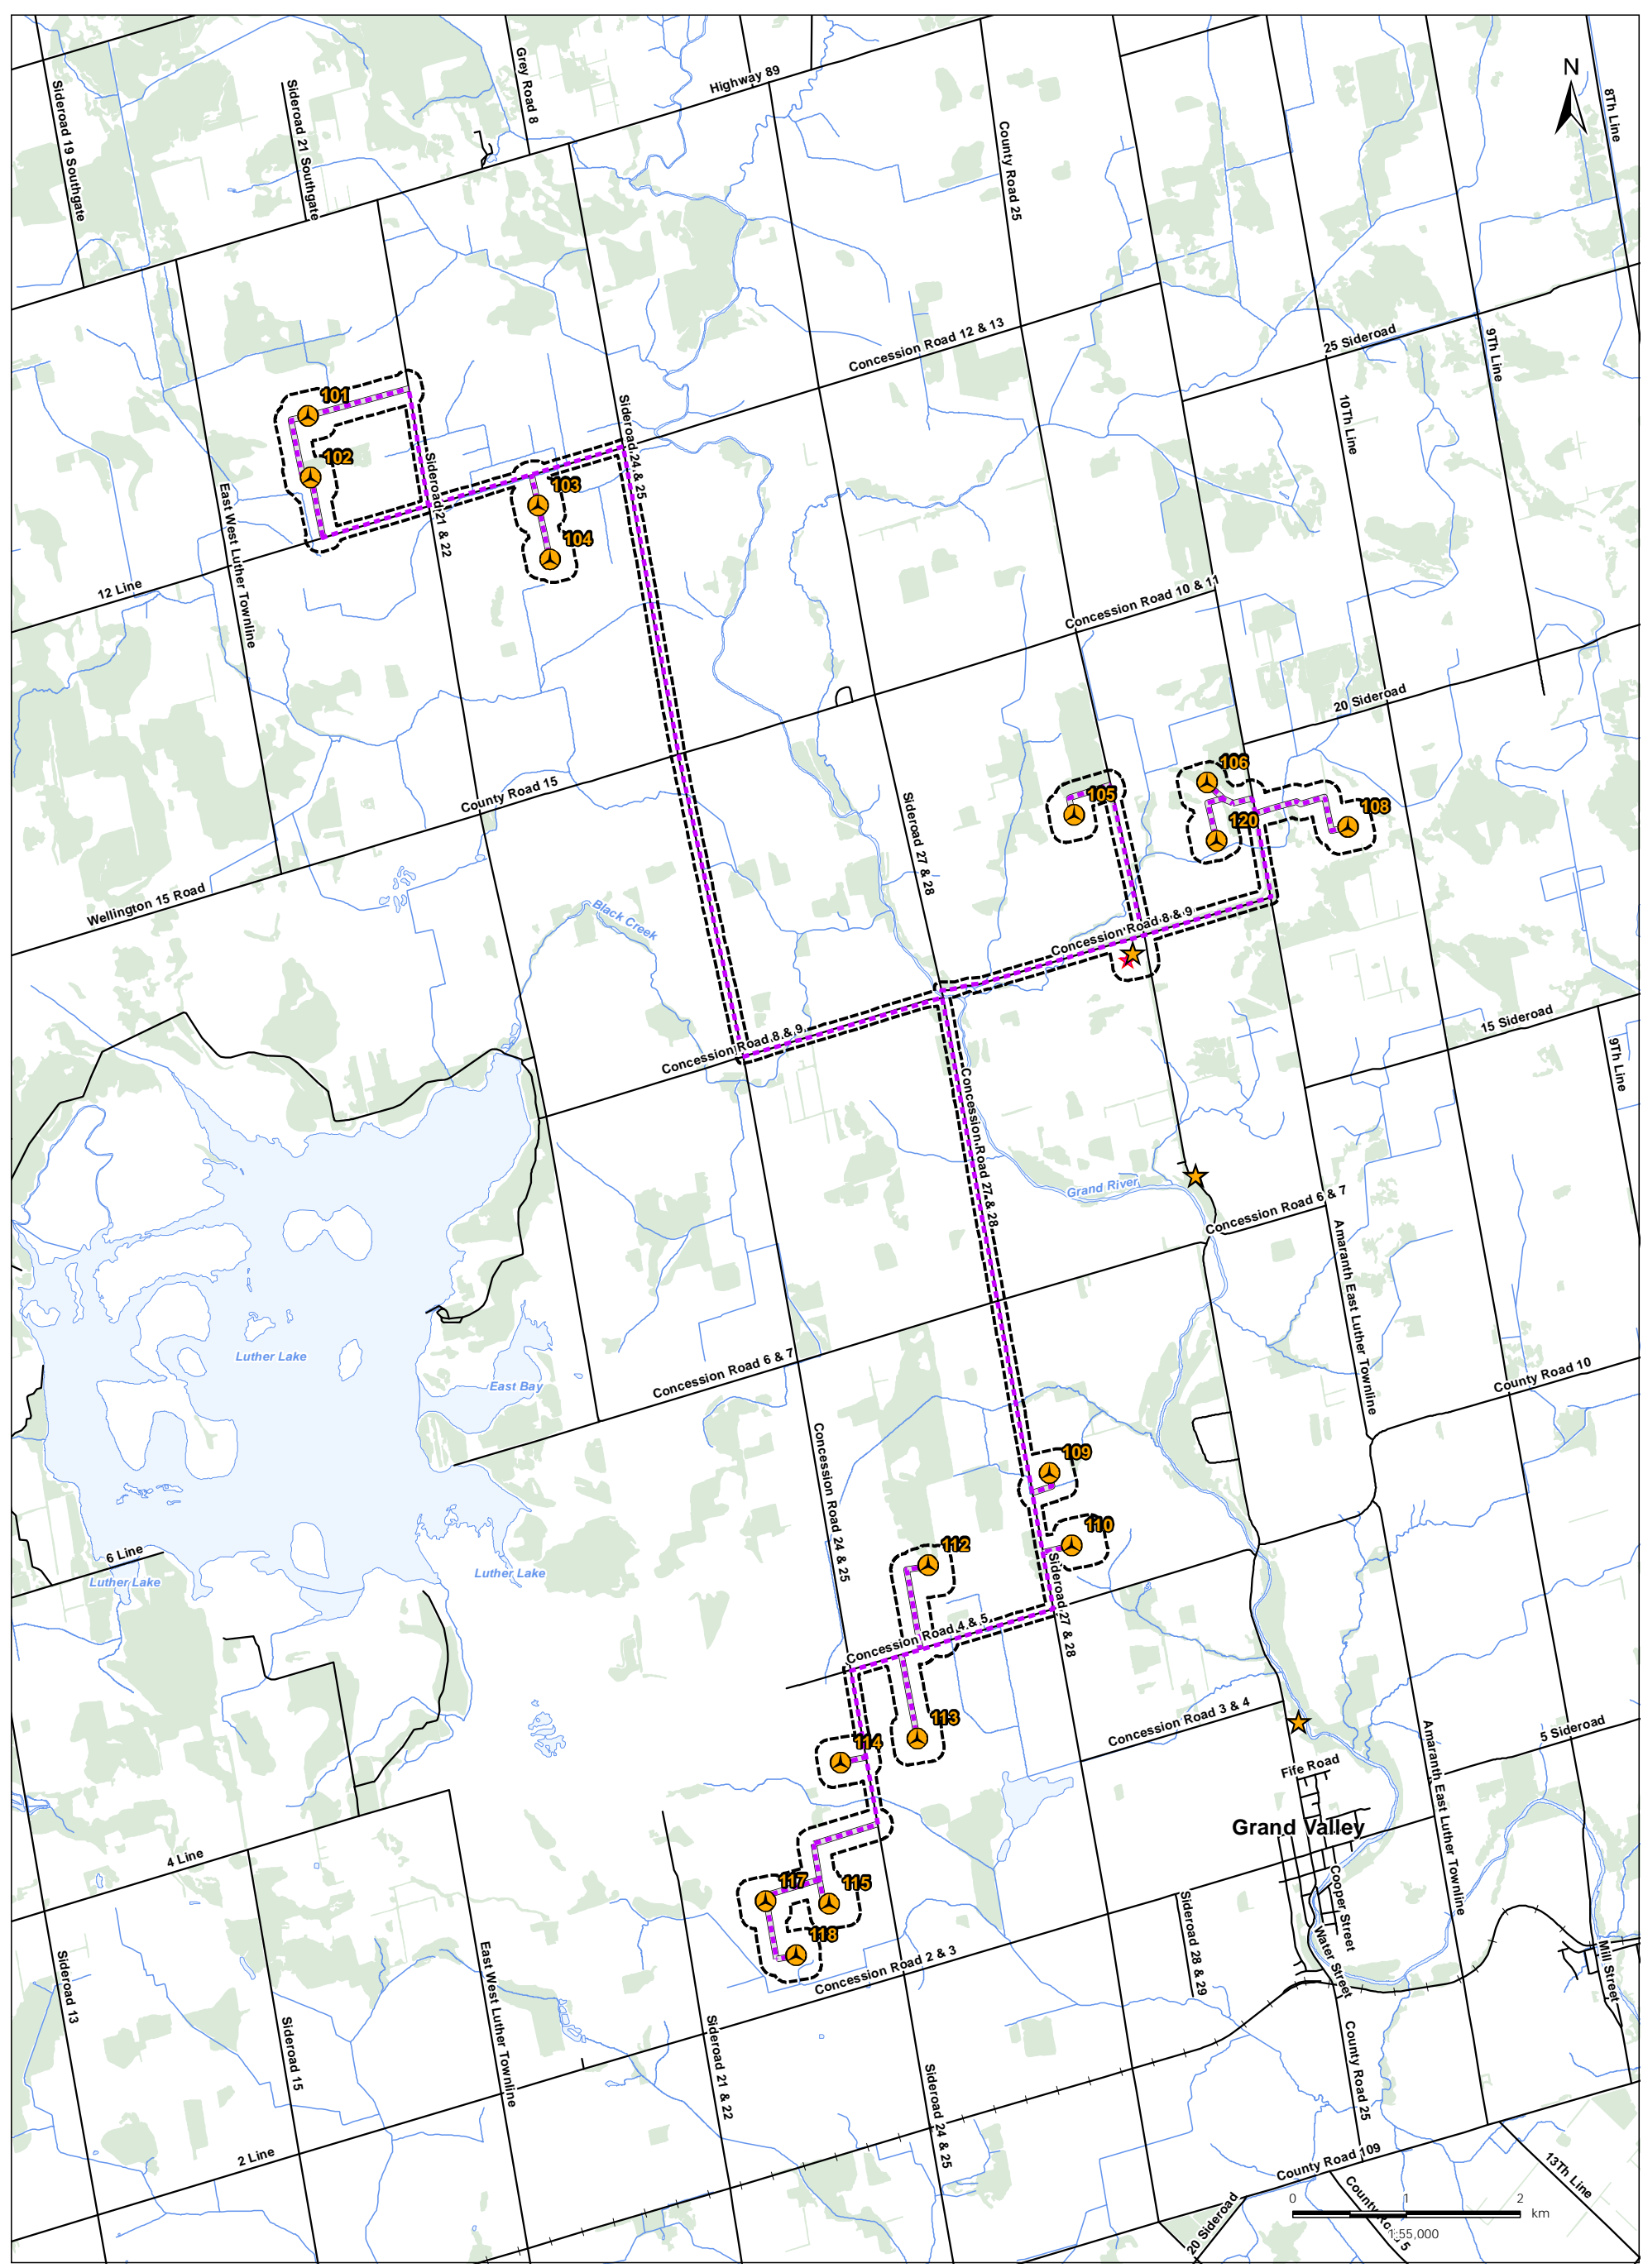 Sideroad 19 Southgate
Sideroad 21 Southgate
Grey Road 8
Highway 89
N
8Th Line
County Road 25
Concession Road 12 & 13
25 Sideroad
9Th Line
101
Sideroad 24 & 25
10Th Line
102
Sideroad 21 & 22
103
East West Luther Townline
104
12 Line
Concession Road 10 & 11
20 Sideroad
County Road 15
106
105
Sideroad 27 & 28
108
120
Wellington 15 Road
Black Creek
Concession Road 8 & 9
15 Sideroad
Concession Road 8 & 9
9Th Line
Concession Road 27 & 28
Grand River
Concession Road 6 & 7
Amaranth East Luther Townline
Luther Lake
Concession Road 6 & 7
East Bay
County Road 10
Concession Road 24 & 25
109
110
112
6 Line
Luther Lake
Luther Lake
Sideroad 27 & 28
Concession Road 4 & 5
Concession Road 3 & 4
113
5 Sideroad
114
Amaranth East Luther Townline
Fife Road
Grand Valley
4 Line
117
115
Cooper Street
118
Sideroad 28 & 29
Water Street
Concession Road 2 & 3
Mill Street
Sideroad 13
East West Luther Townline
Sideroad 15
Sideroad 21 & 22
County Road 25
Sideroad 24 & 25
2 Line
County Road 109
13Th Line
20 Sideroad
0 1 2
km
1:55,000